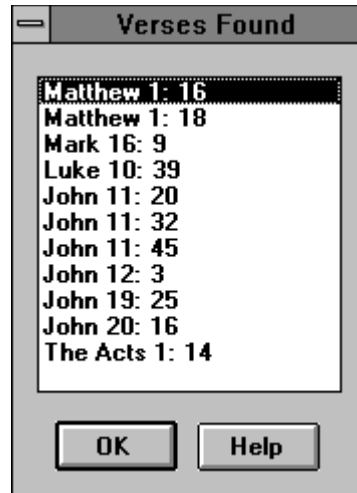 Verses Found
Matthew 1: 16
Matthew 1: 18
Mark 16: 9
Luke 10: 39
John 11: 20
John 11: 32
John 11: 45
John 12: 3
John 19: 25
John 20: 16
The Acts 1: 14
OK Help